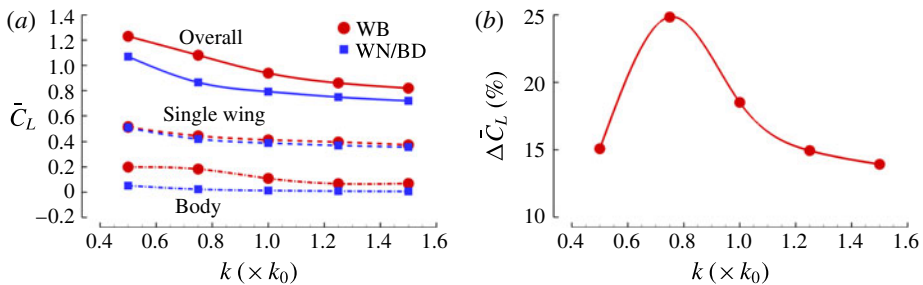 (a)
1.4
1.2
1.0
0.8
0.6
0.4
0.2
0
−0.2
C̄_L
Overall
WB
WN/BD
Single wing
Body
0.4 0.6 0.8 1.0 1.2 1.4 1.6
k (× k₀)
(b)
25
20
15
10
ΔC̄_L (%)
0.4 0.6 0.8 1.0 1.2 1.4 1.6
k (× k₀)